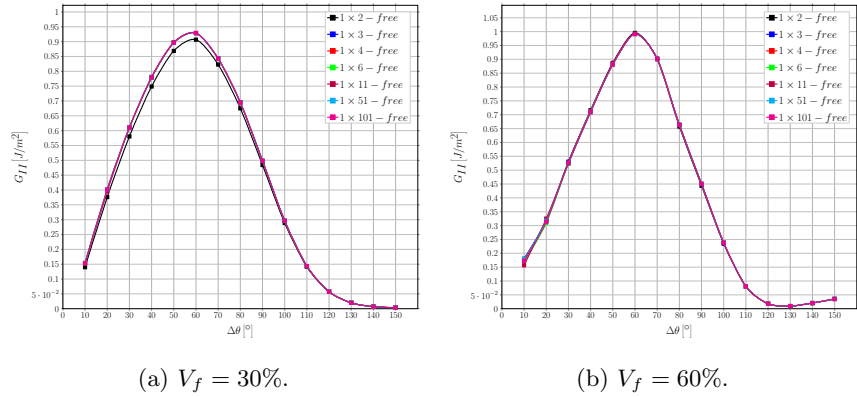 1
0.95
0.9
0.85
0.8
0.75
0.7
0.65
0.6
0.55
0.5
0.45
0.4
0.35
0.3
0.25
0.2
0.15
0.1
5 · 10⁻²
0
G_{II} [J/m²]
0 10 20 30 40 50 60 70 80 90 100 110 120 130 140 150
Δθ [°]
1 × 2 − free
1 × 3 − free
1 × 4 − free
1 × 6 − free
1 × 11 − free
1 × 51 − free
1 × 101 − free
(a) V_f = 30%.
1.05
1
0.95
0.9
0.85
0.8
0.75
0.7
0.65
0.6
0.55
0.5
0.45
0.4
0.35
0.3
0.25
0.2
0.15
0.1
5 · 10⁻²
0
G_{II} [J/m²]
0 10 20 30 40 50 60 70 80 90 100 110 120 130 140 150
Δθ [°]
1 × 2 − free
1 × 3 − free
1 × 4 − free
1 × 6 − free
1 × 11 − free
1 × 51 − free
1 × 101 − free
(b) V_f = 60%.